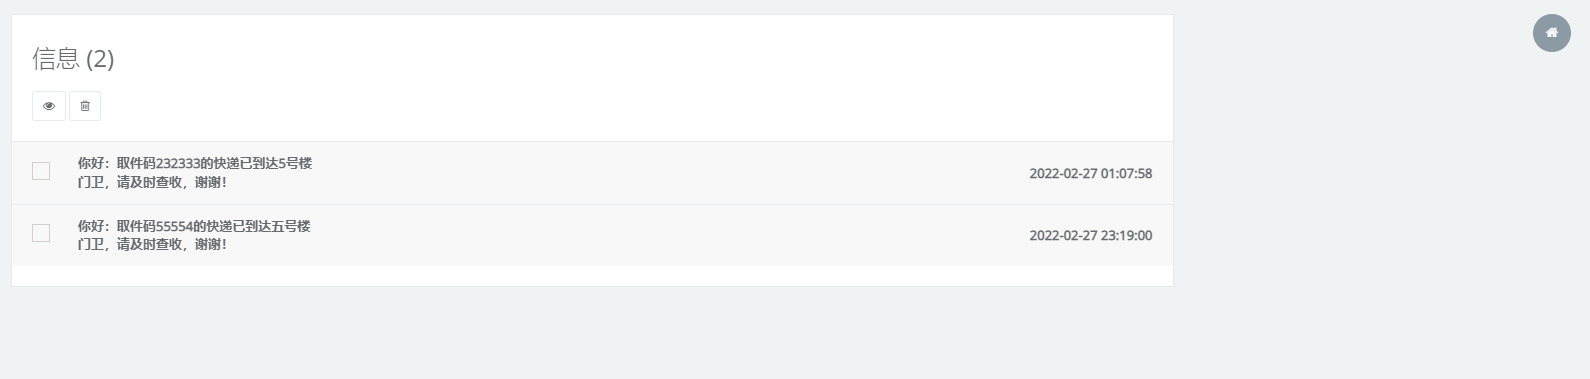 信息 (2)
你好：取件码232333的快递已到达5号楼
门卫，请及时查收，谢谢！
2022-02-27 01:07:58
你好：取件码55554的快递已到达五号楼
门卫，请及时查收，谢谢！
2022-02-27 23:19:00